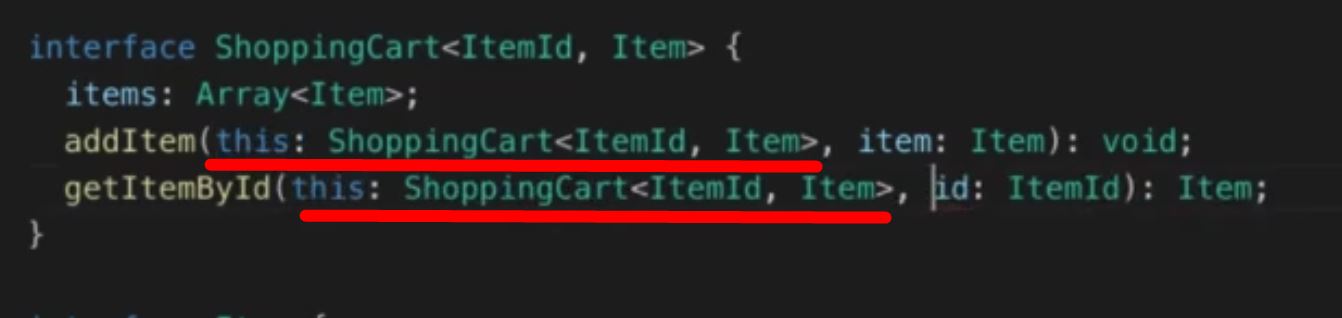 interface ShoppingCart<ItemId, Item> {
items: Array<Item>;
addItem(this: ShoppingCart<ItemId, Item>, item: Item): void;
getItemById(this: ShoppingCart<ItemId, Item>, id: ItemId): Item;
}